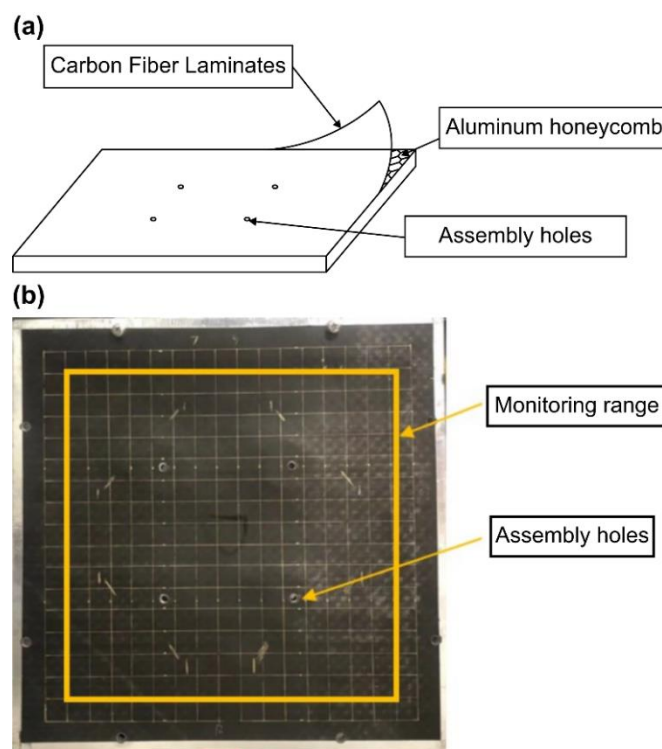 (a)
Carbon Fiber Laminates
Aluminum honeycomb
Assembly holes
(b)
Monitoring range
Assembly holes